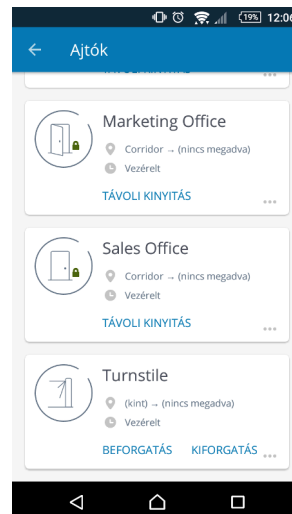 19% 12:06
Ajtók
Marketing Office
Corridor → (nincs megadva)
Vezérelt
TÁVOLI KINYITÁS
Sales Office
Corridor → (nincs megadva)
Vezérelt
TÁVOLI KINYITÁS
Turnstile
(kint) → (nincs megadva)
Vezérelt
BEFORGATÁS KIFORGATÁS